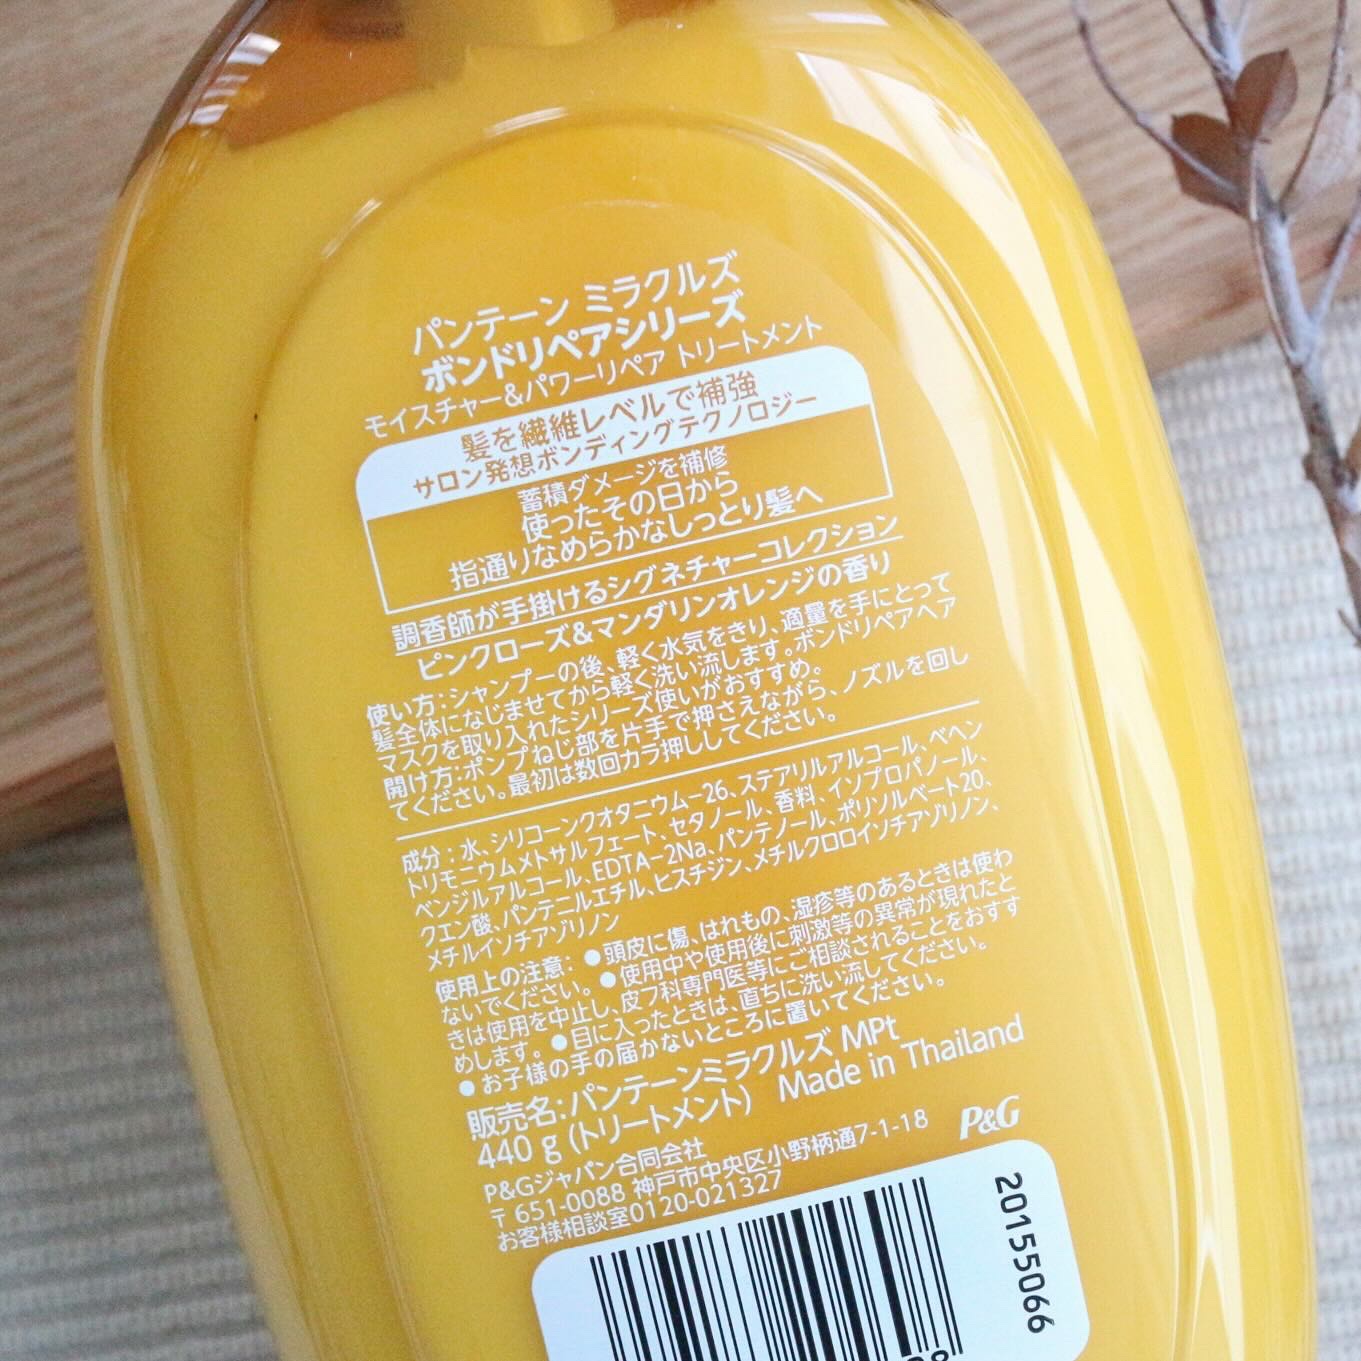 パンテーン ミラクルズ
ボンドリペアシリーズ
モイスチャー&パワーリペア トリートメント
髪を繊維レベルで補強
サロン発想ボンディングテクノロジー
蓄積ダメージを補修
使ったその日から
指通りなめらかなしっとり髪へ
調香師が手掛けるシグネチャーコレクション
ピンクローズ&マンダリンオレンジの香り
使い方:シャンプーの後、軽く水気をきり、適量を手にとって
髪全体になじませてから軽く洗い流します。ボンドリペアヘア
マスクを取り入れたシリーズ使いがおすすめ。
開け方:ポンプねじ部を片手で押さえながら、ノズルを回し
てください。最初は数回カラ押ししてください。
成分:水、シリコーンクオタニウム-26、ステアリルアルコール、ベヘン
トリモニウムメトサルフェート、セタノール、香料、イソプロパノール、
ベンジルアルコール、EDTA-2Na、パンテノール、ポリソルベート20、
クエン酸、パンテニルエチル、ヒスチジン、メチルクロロイソチアゾリノン、
メチルイソチアゾリノン
使用上の注意: ●頭皮に傷、はれもの、湿疹等のあるときは使わ
ないでください。 ●使用中や使用後に刺激等の異常が現れたと
きは使用を中止し、皮フ科専門医等にご相談されることをおすす
めします。 ●目に入ったときは、直ちに洗い流してください。
●お子様の手の届かないところに置いてください。
販売名:パンテーンミラクルズ MPt
440 g (トリートメント) Made in Thailand
P&Gジャパン合同会社
〒651-0088 神戸市中央区小野柄通7-1-18
お客様相談室0120-021327
P&G
20155066